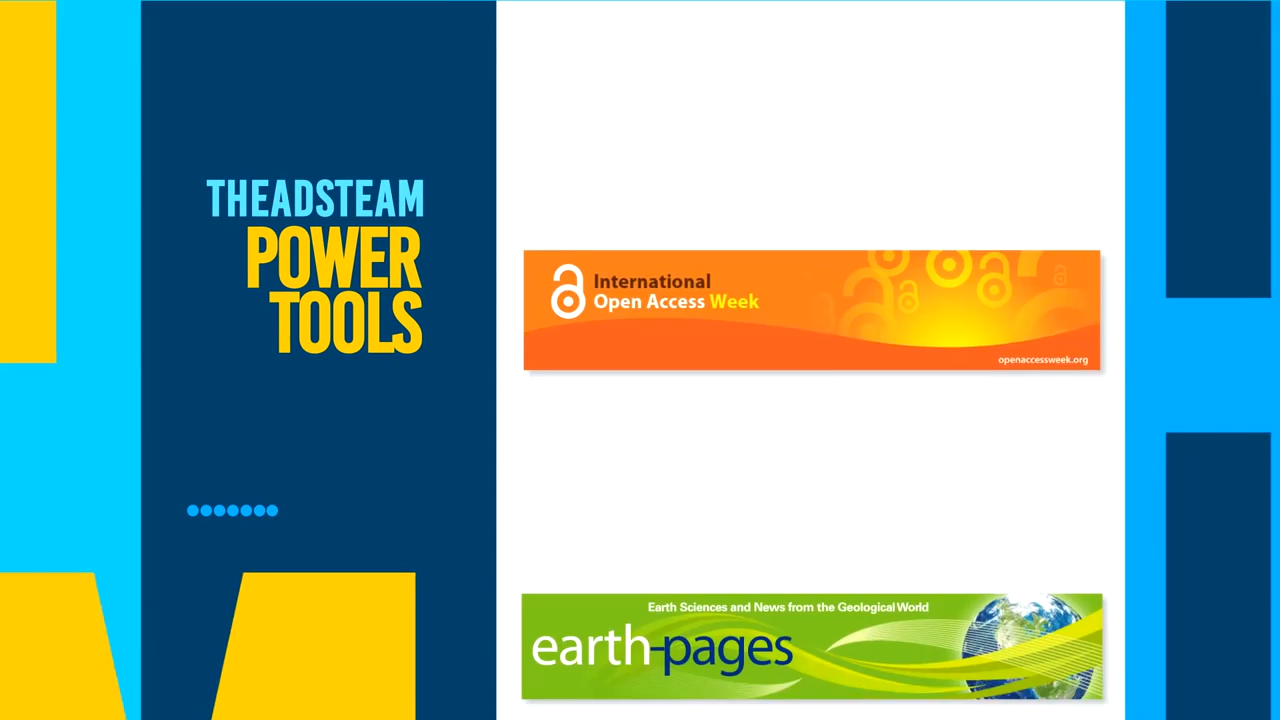 THEADSTEAM
POWER
TOOLS
International
Open Access Week
openaccessweek.org
Earth Sciences and News from the Geological World
earth-pages